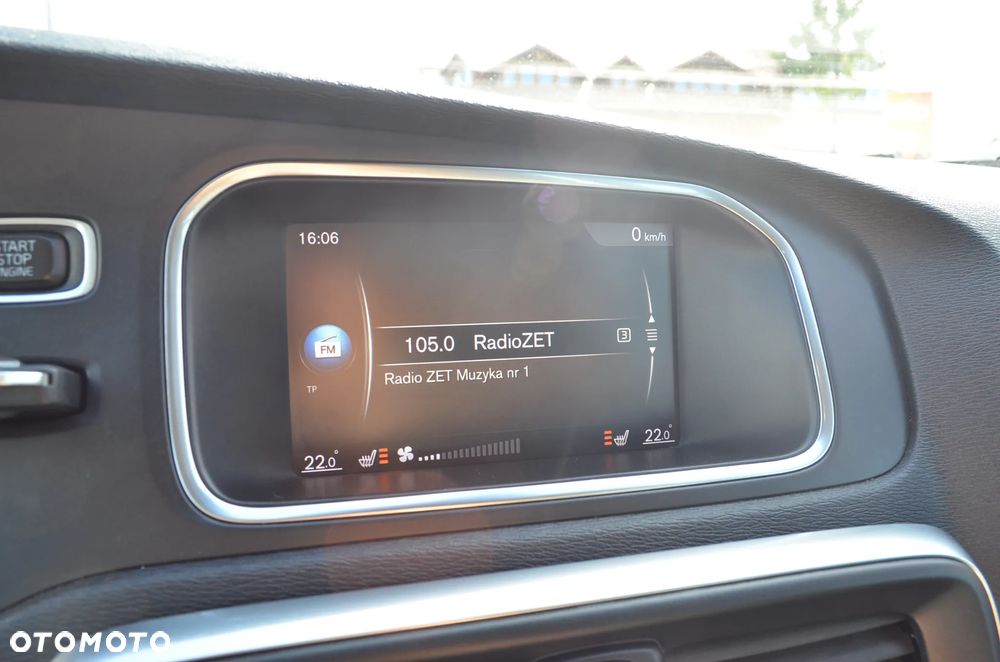 16:06
0 km/h
START
STOP
ENGINE
105.0 RadioZET 3
FM
Radio ZET Muzyka nr 1
TP
22.0°
22.0°
OTOMOTO